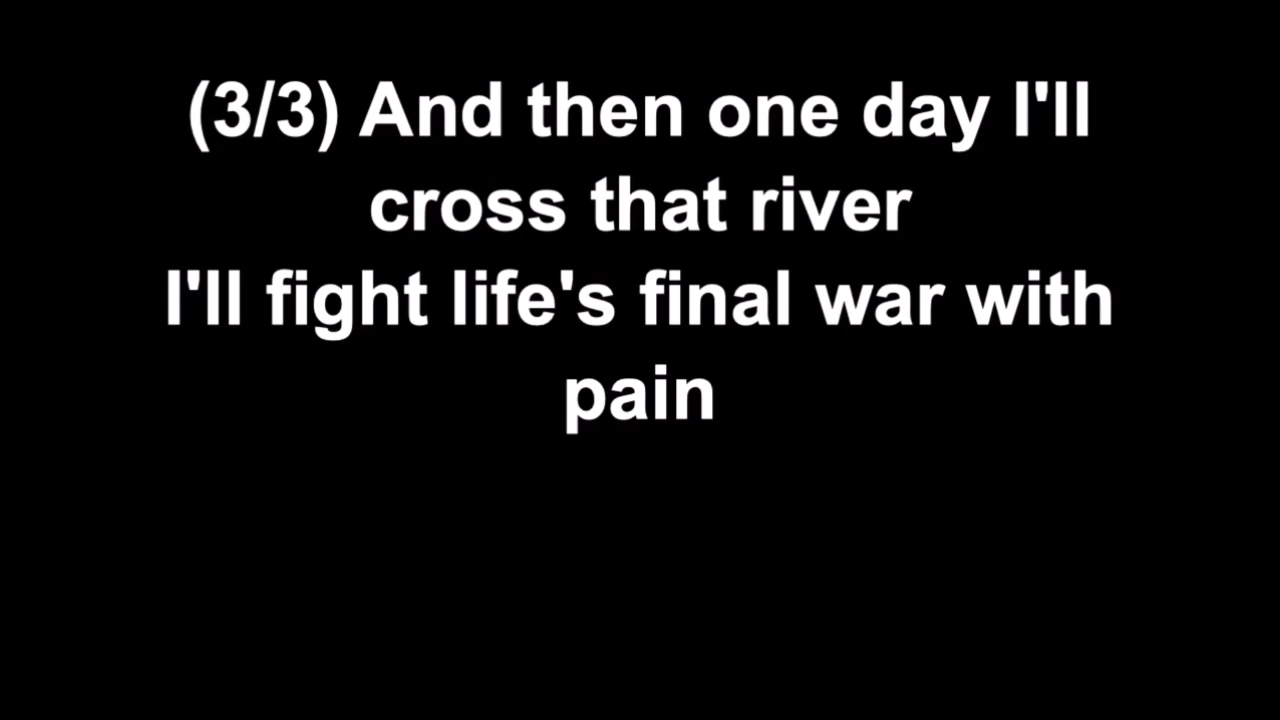 (3/3) And then one day I'll
cross that river
I'll fight life's final war with
pain